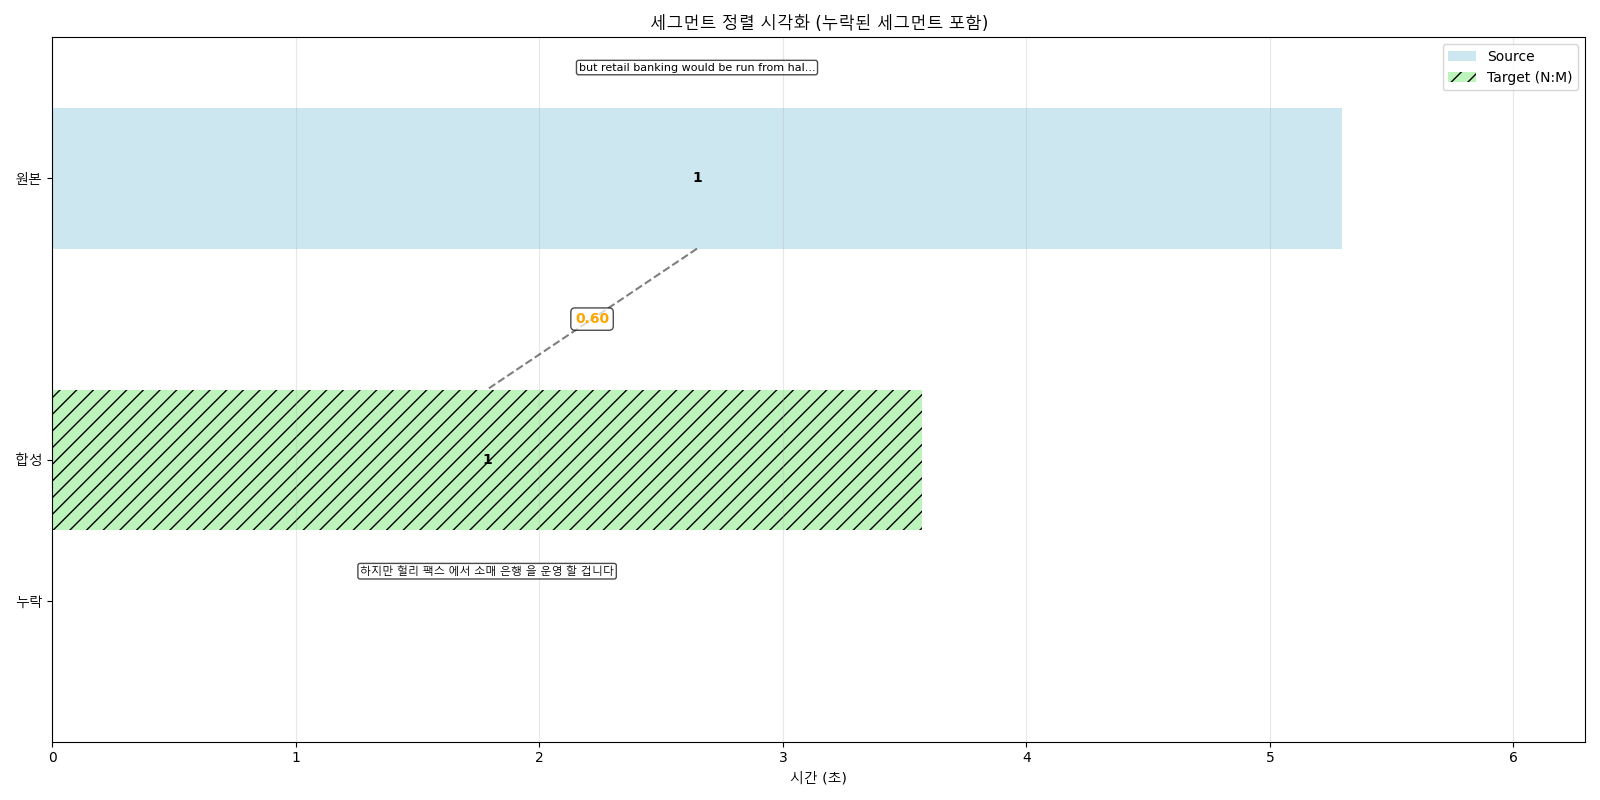 세그먼트 정렬 시각화 (누락된 세그먼트 포함)
but retail banking would be run from hal...
Source
Target (N:M)
원본
1
0.60
합성
1
하지만 헐리 팩스 에서 소매 은행 을 운영 할 겁니다
누락
0 1 2 3 4 5 6
시간 (초)